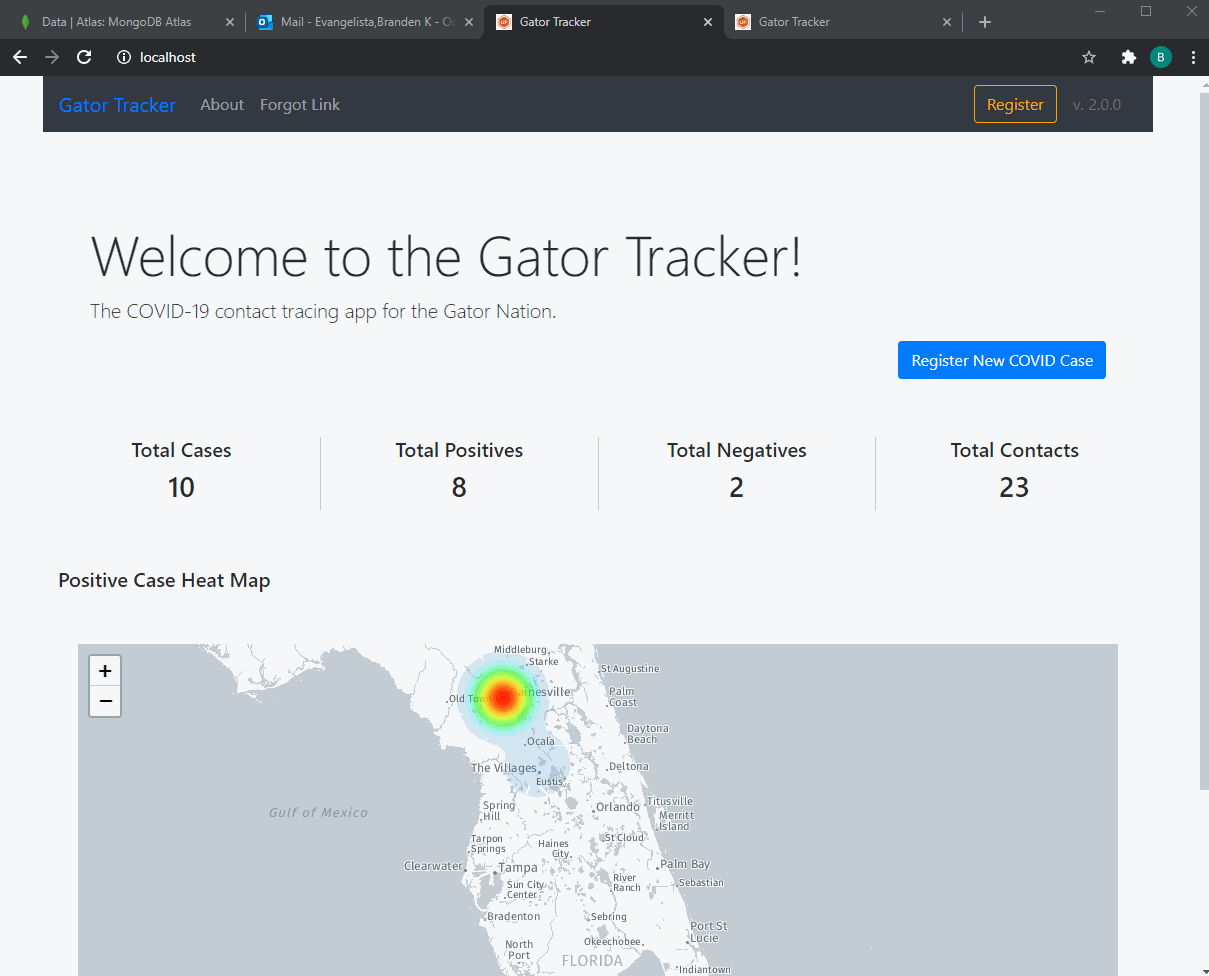 Data | Atlas: MongoDB Atlas
Mail - Evangelista,Branden K - Ou
Gator Tracker
Gator Tracker
localhost
B
Gator Tracker
About
Forgot Link
Register
v. 2.0.0
Welcome to the Gator Tracker!
The COVID-19 contact tracing app for the Gator Nation.
Register New COVID Case
Total Cases
10
Total Positives
8
Total Negatives
2
Total Contacts
23
Positive Case Heat Map
+
−
Middleburg
Starke
St Augustine
Old Town
ainesville
Palm
Coast
Daytona
Beach
Ocala
The Villages
Deltona
Eustis
Spring
Hill
Orlando
Titusville
Merritt
Island
Gulf of Mexico
Tarpon
Springs
Haines
City
St Cloud
Clearwater
Tampa
Palm Bay
Sun City
Center
River
Ranch
Sebastian
Bradenton
Sebring
Port St
Lucie
North
Port
Okeechobee
FLORIDA
Indiantown